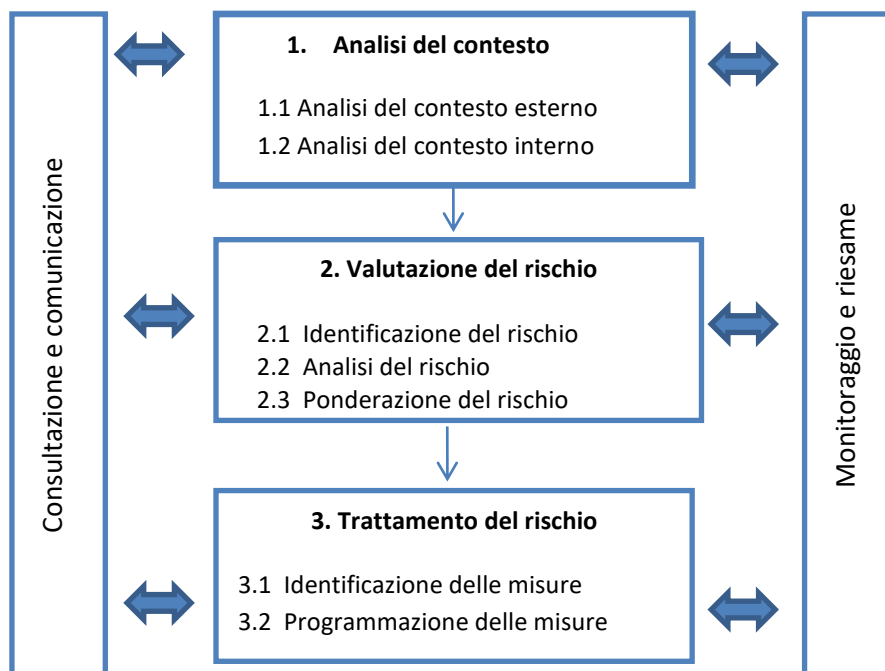 Consultazione e comunicazione
1. Analisi del contesto
1.1 Analisi del contesto esterno
1.2 Analisi del contesto interno
2. Valutazione del rischio
2.1 Identificazione del rischio
2.2 Analisi del rischio
2.3 Ponderazione del rischio
3. Trattamento del rischio
3.1 Identificazione delle misure
3.2 Programmazione delle misure
Monitoraggio e riesame